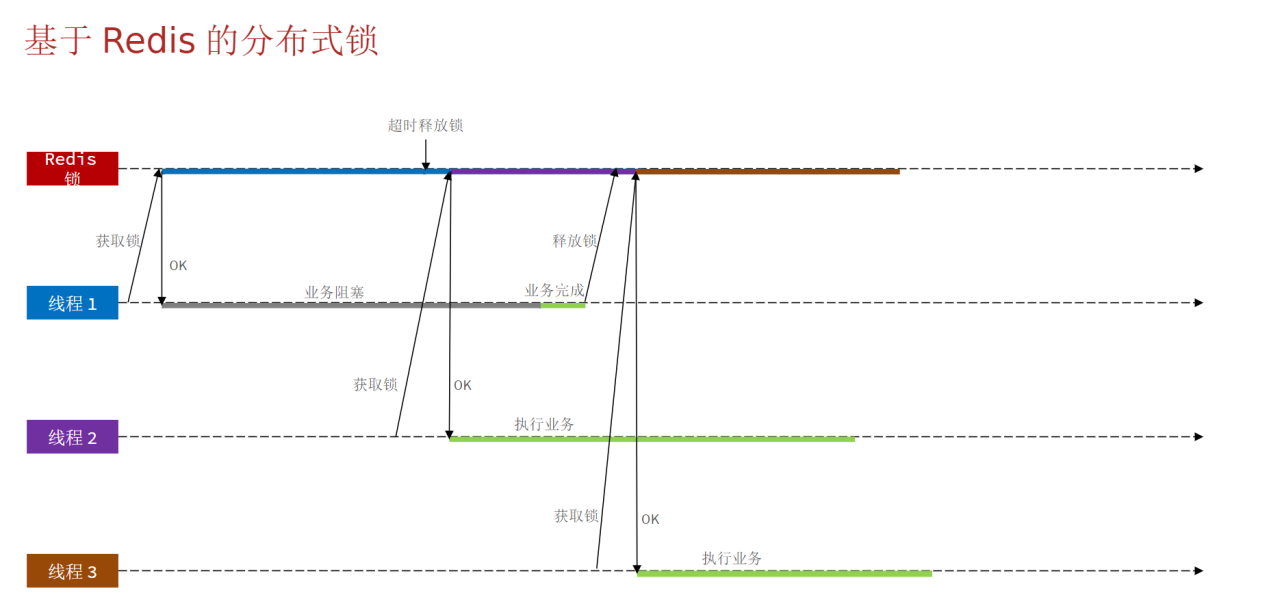 基于 Redis 的分布式锁
超时释放锁
Redis
锁
获取锁
释放锁
OK
线程 1
业务阻塞
业务完成
获取锁
OK
线程 2
执行业务
获取锁
OK
线程 3
执行业务